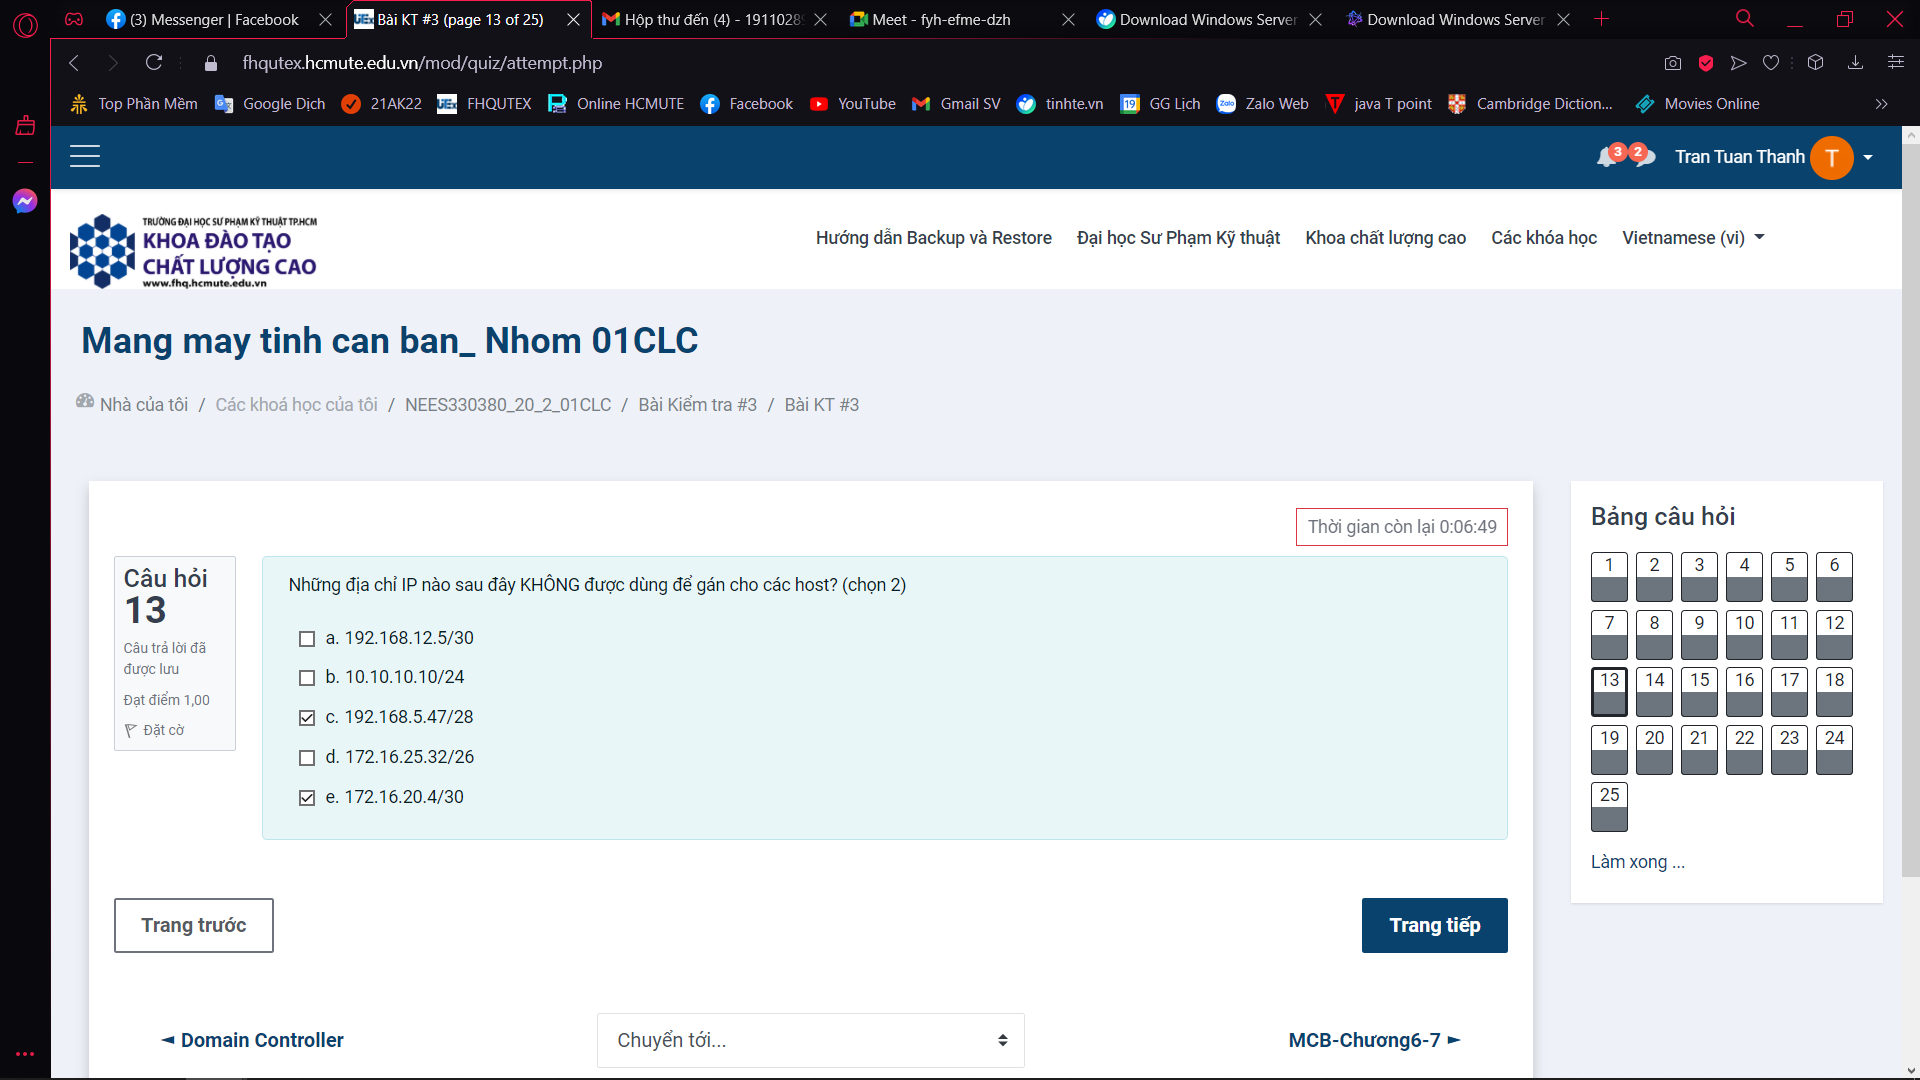 (3) Messenger | Facebook
Bài KT #3 (page 13 of 25)
Hộp thư đến (4) - 1911028
Meet - fyh-efme-dzh
Download Windows Server
Download Windows Server
fhqutex.hcmute.edu.vn/mod/quiz/attempt.php
Top Phần Mềm
Google Dịch
21AK22
FHQUTEX
Online HCMUTE
Facebook
YouTube
Gmail SV
tinhte.vn
19 GG Lịch
Zalo Zalo Web
java T point
Cambridge Diction...
Movies Online
3 2
Tran Tuan Thanh T
TRƯỜNG ĐẠI HỌC SƯ PHẠM KỸ THUẬT TP.HCM
KHOA ĐÀO TẠO
CHẤT LƯỢNG CAO
www.fhq.hcmute.edu.vn
Hướng dẫn Backup và Restore
Đại học Sư Phạm Kỹ thuật
Khoa chất lượng cao
Các khóa học
Vietnamese (vi)
Mang may tinh can ban_ Nhom 01CLC
Nhà của tôi / Các khoá học của tôi / NEES330380_20_2_01CLC / Bài Kiểm tra #3 / Bài KT #3
Thời gian còn lại 0:06:49
Câu hỏi
13
Câu trả lời đã
được lưu
Đạt điểm 1,00
Đặt cờ
Những địa chỉ IP nào sau đây KHÔNG được dùng để gán cho các host? (chọn 2)
a. 192.168.12.5/30
b. 10.10.10.10/24
c. 192.168.5.47/28
d. 172.16.25.32/26
e. 172.16.20.4/30
Trang trước
Trang tiếp
◄ Domain Controller
Chuyển tới...
MCB-Chương6-7 ►
Bảng câu hỏi
1 2 3 4 5 6
7 8 9 10 11 12
13 14 15 16 17 18
19 20 21 22 23 24
25
Làm xong ...